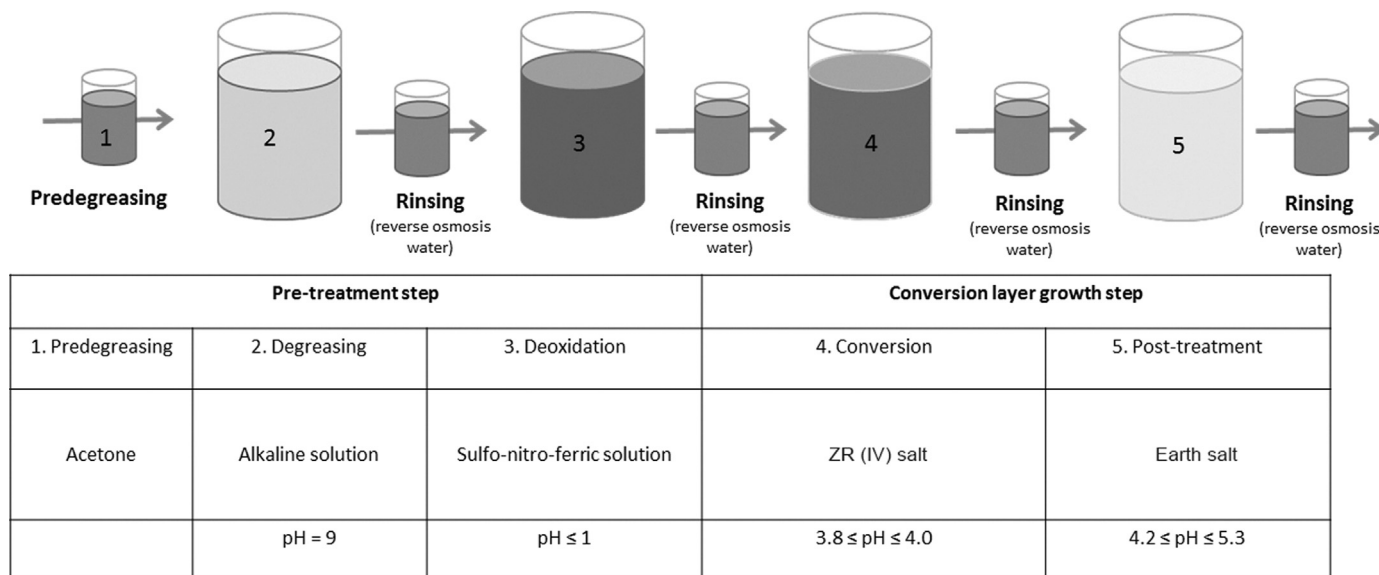 1
2
3
4
5
Predegreasing
Rinsing
(reverse osmosis
water)
Rinsing
(reverse osmosis
water)
Rinsing
(reverse osmosis
water)
Rinsing
(reverse osmosis
water)
Pre-treatment step
Conversion layer growth step
1. Predegreasing
2. Degreasing
3. Deoxidation
4. Conversion
5. Post-treatment
Acetone
Alkaline solution
Sulfo-nitro-ferric solution
ZR (IV) salt
Earth salt
pH = 9
pH ≤ 1
3.8 ≤ pH ≤ 4.0
4.2 ≤ pH ≤ 5.3